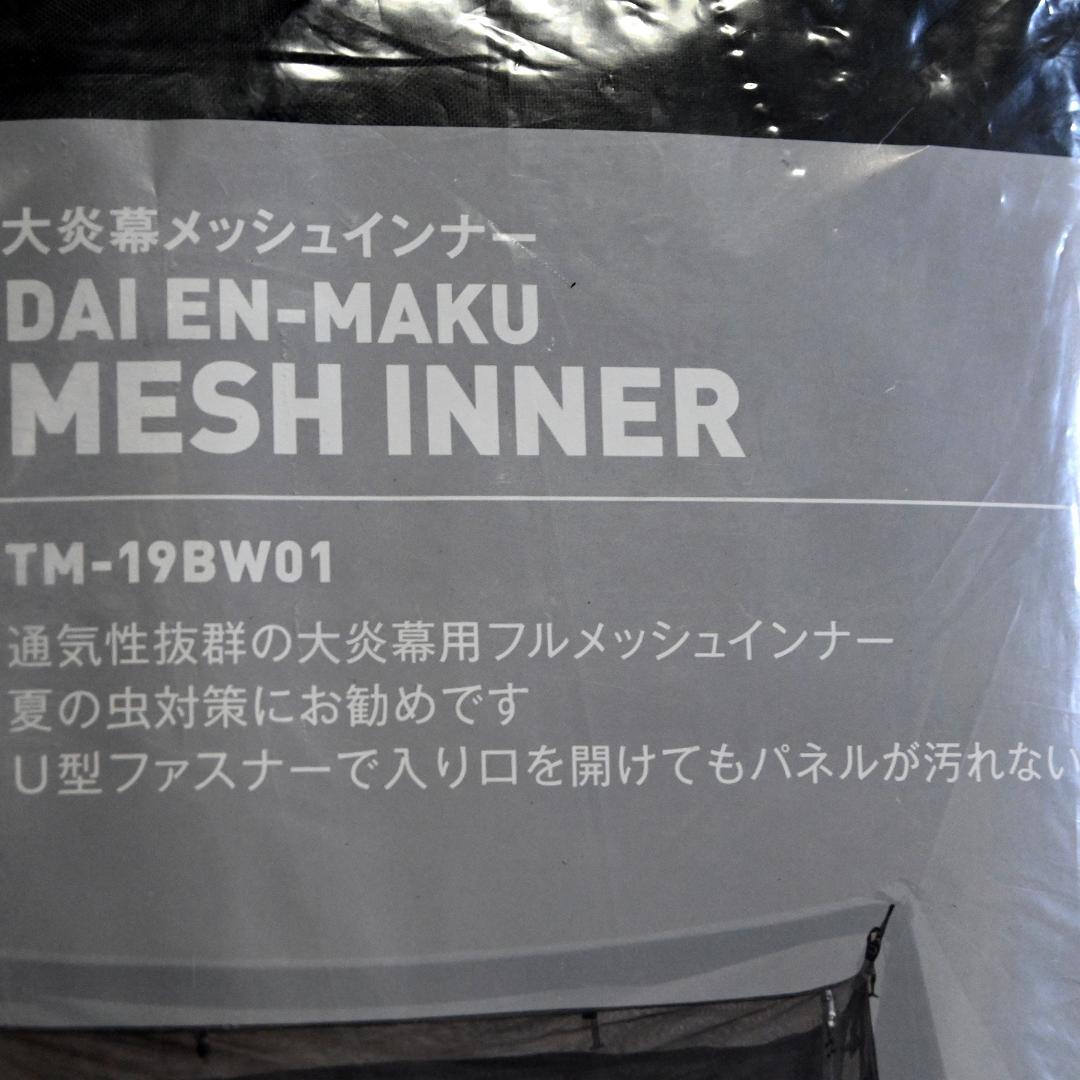 大炎幕メッシュインナー
DAI EN-MAKU
MESH INNER
TM-19BW01
通気性抜群の大炎幕用フルメッシュインナー
夏の虫対策にお勧めです
U型ファスナーで入り口を開けてもパネルが汚れない